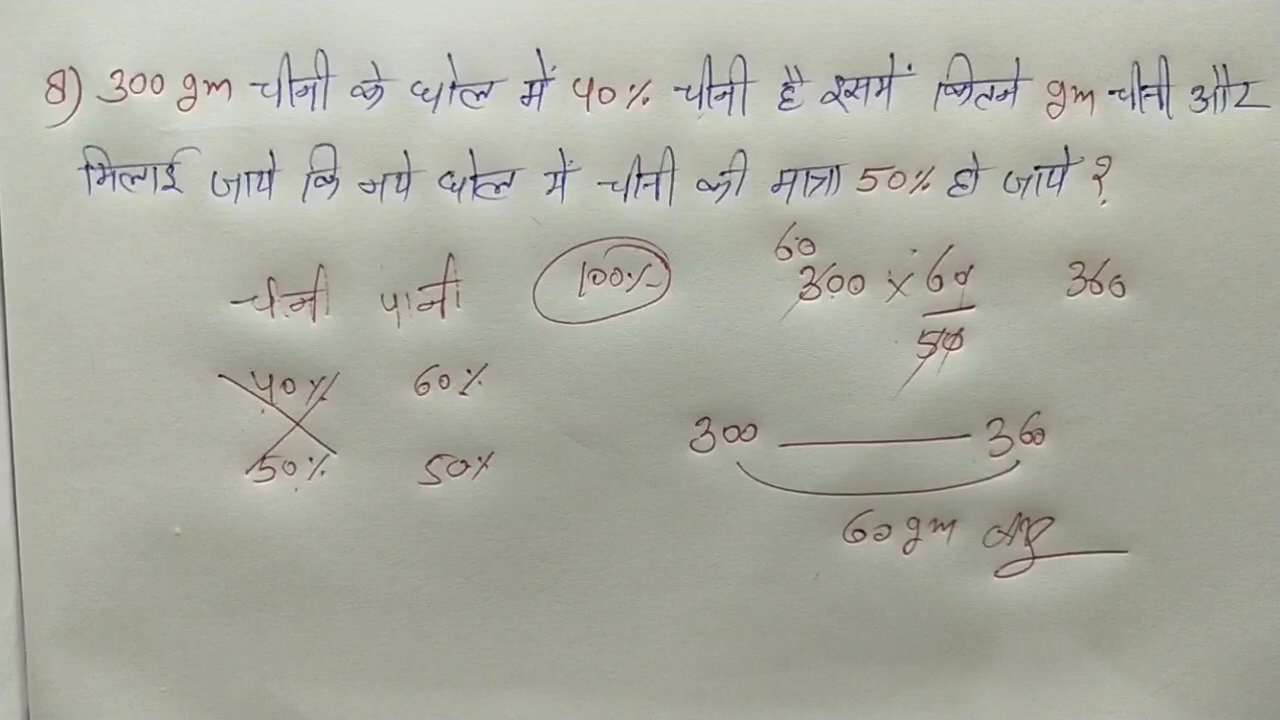 8) 300 gm चीनी के घोल में 40% चीनी है इसमें कितने gm चीनी और
मिलाई जाये कि नये घोल में चीनी की मात्रा 50% हो जाये ?
चीनी पानी 100% 60
300 x 60 360
50
40% 60%
300 — 360
50% 50%
60 gm Ans